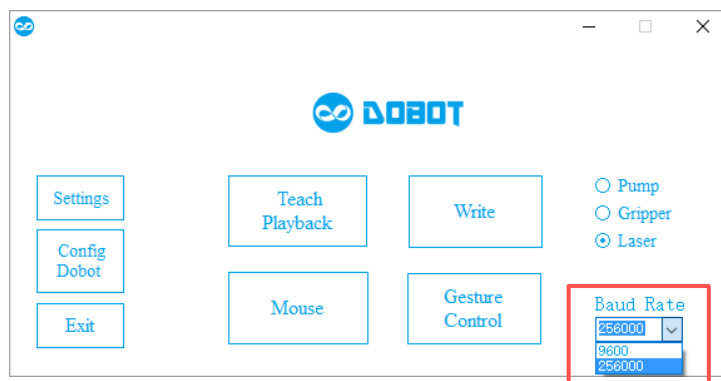 DOBOT
Settings
Config
Dobot
Exit
Teach
Playback
Write
Mouse
Gesture
Control
Pump
Gripper
Laser
Baud Rate
256000
9600
256000